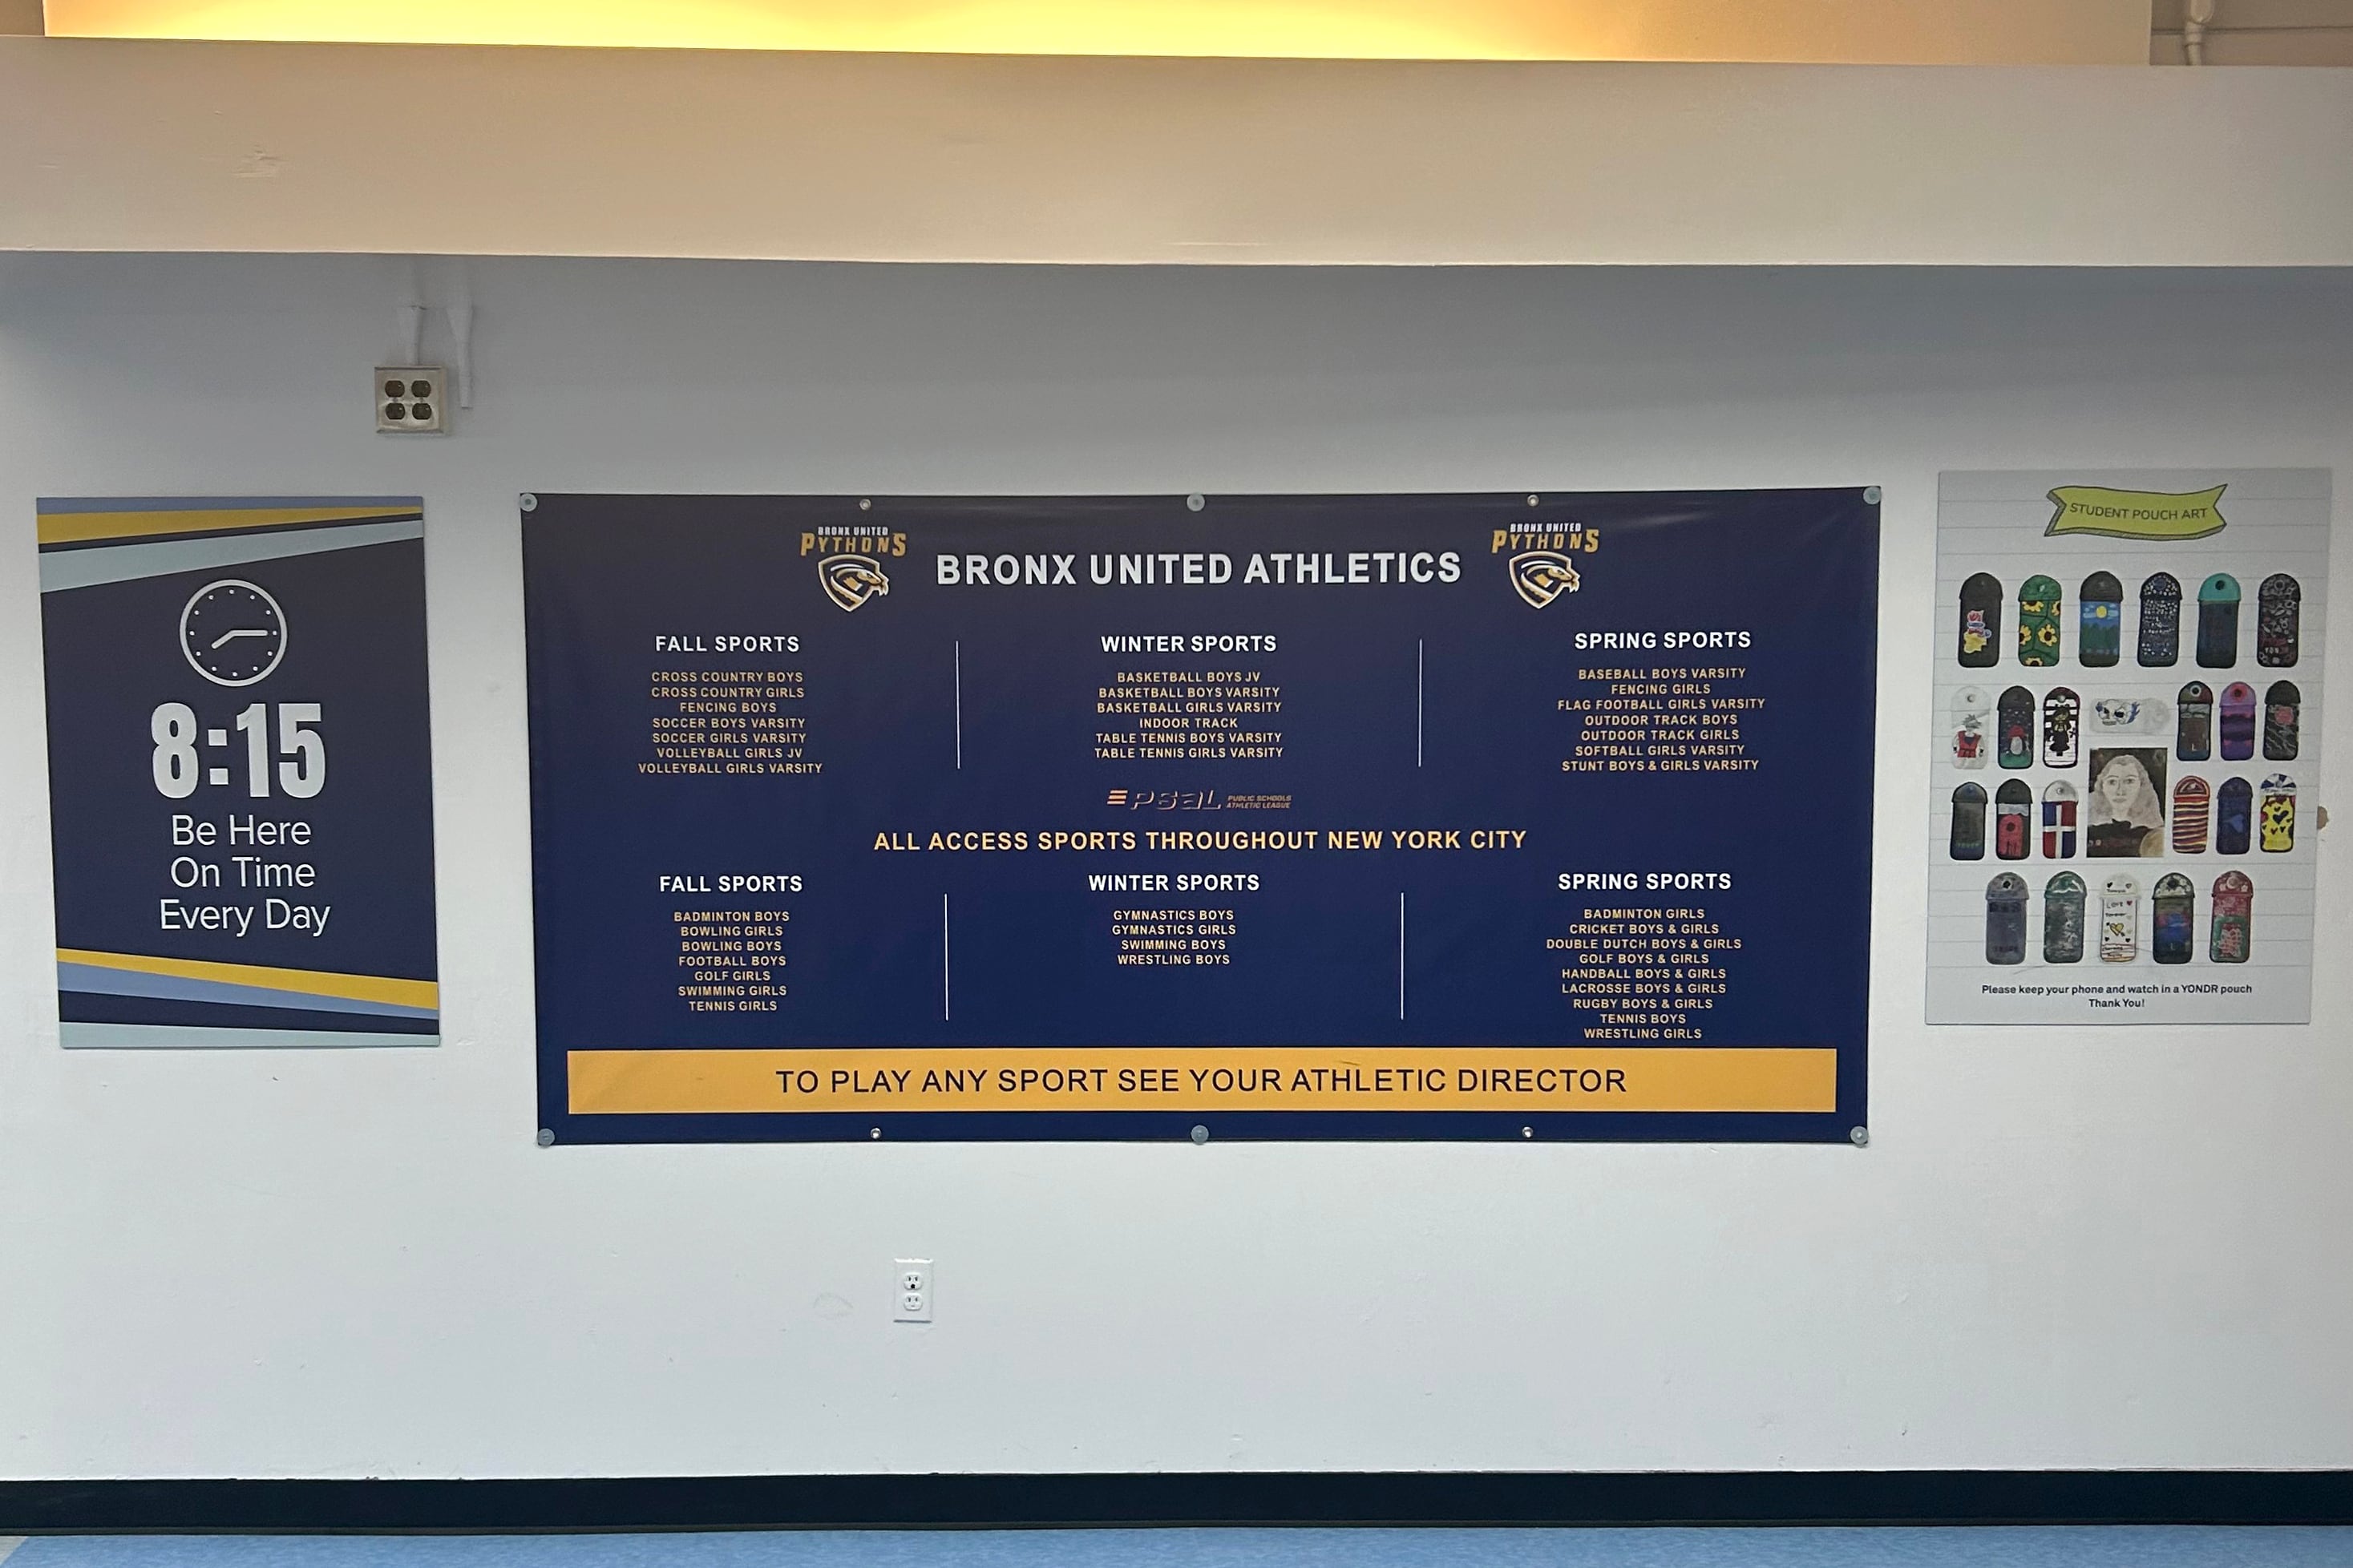 8:15
Be Here
On Time
Every Day
BRONX UNITED
PYTHONS
BRONX UNITED ATHLETICS
BRONX UNITED
PYTHONS
FALL SPORTS
CROSS COUNTRY BOYS
CROSS COUNTRY GIRLS
FENCING BOYS
SOCCER BOYS VARSITY
SOCCER GIRLS VARSITY
VOLLEYBALL GIRLS JV
VOLLEYBALL GIRLS VARSITY
WINTER SPORTS
BASKETBALL BOYS JV
BASKETBALL BOYS VARSITY
BASKETBALL GIRLS VARSITY
INDOOR TRACK
TABLE TENNIS BOYS VARSITY
TABLE TENNIS GIRLS VARSITY
SPRING SPORTS
BASEBALL BOYS VARSITY
FENCING GIRLS
FLAG FOOTBALL GIRLS VARSITY
OUTDOOR TRACK BOYS
OUTDOOR TRACK GIRLS
SOFTBALL GIRLS VARSITY
STUNT BOYS & GIRLS VARSITY
PSAL PUBLIC SCHOOLS
ATHLETIC LEAGUE
ALL ACCESS SPORTS THROUGHOUT NEW YORK CITY
FALL SPORTS
BADMINTON BOYS
BOWLING GIRLS
BOWLING BOYS
FOOTBALL BOYS
GOLF GIRLS
SWIMMING GIRLS
TENNIS GIRLS
WINTER SPORTS
GYMNASTICS BOYS
GYMNASTICS GIRLS
SWIMMING BOYS
WRESTLING BOYS
SPRING SPORTS
BADMINTON GIRLS
CRICKET BOYS & GIRLS
DOUBLE DUTCH BOYS & GIRLS
GOLF BOYS & GIRLS
HANDBALL BOYS & GIRLS
LACROSSE BOYS & GIRLS
RUGBY BOYS & GIRLS
TENNIS BOYS
WRESTLING GIRLS
TO PLAY ANY SPORT SEE YOUR ATHLETIC DIRECTOR
STUDENT POUCH ART
Please keep your phone and watch in a YONDR pouch
Thank You!